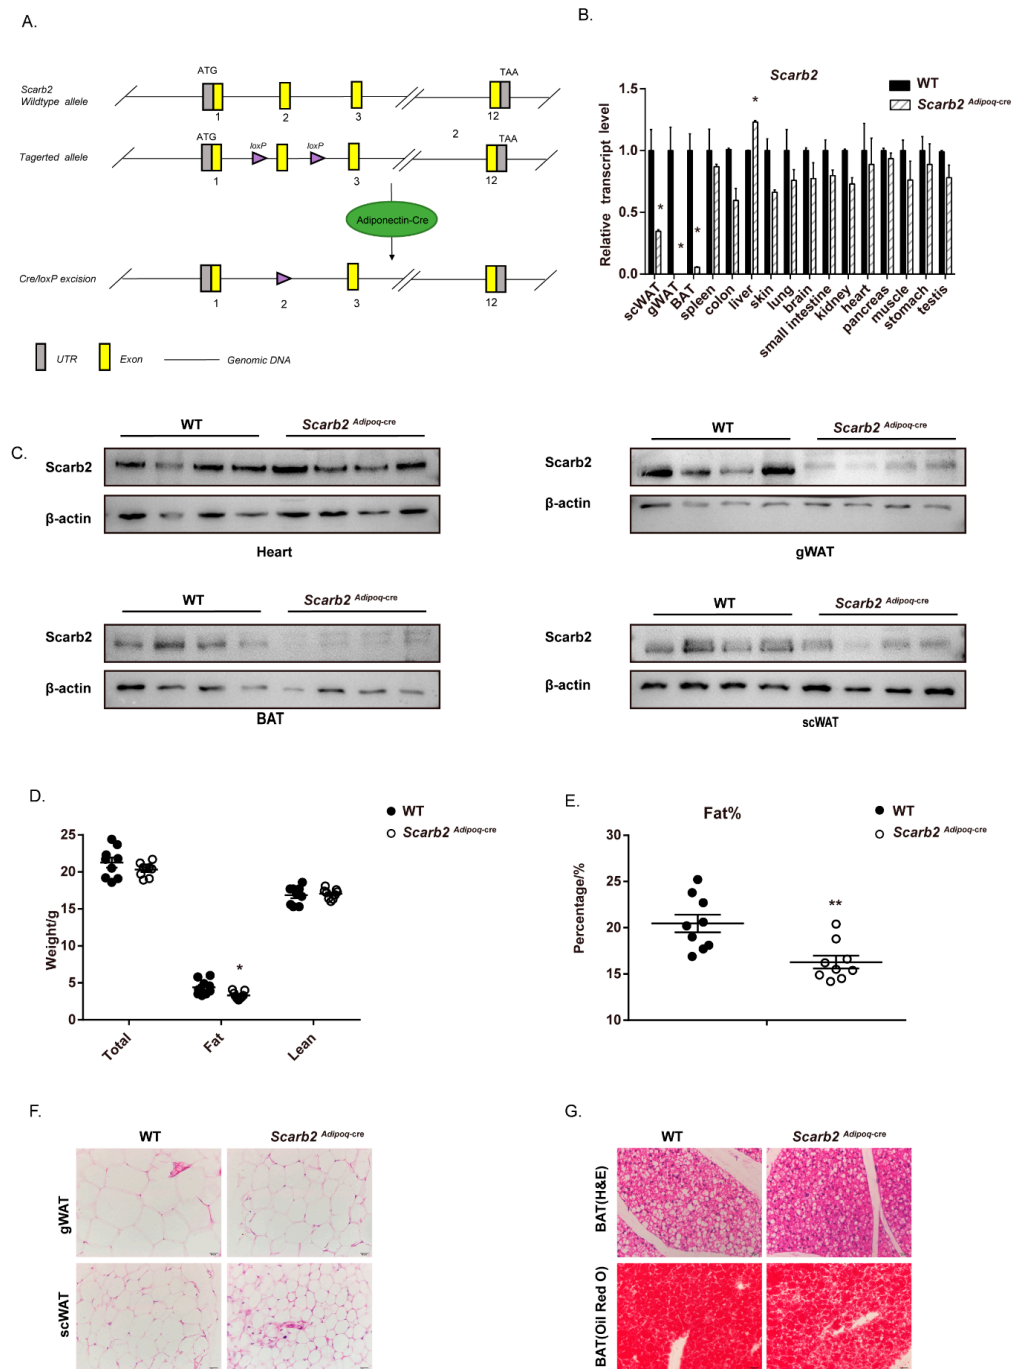 A.
Scarb2
Wildtype allele
ATG
TAA
1
2
3
12
Tagerted allele
ATG
loxP
loxP
2
TAA
1
3
12
Adiponectin-Cre
Cre/loxP excision
1
2
3
12
UTR
Exon
Genomic DNA
B.
Scarb2
WT
Scarb2 Adipoq-cre
Relative transcript level
1.5
1.0
0.5
0.0
*
*
*
*
scWAT
gWAT
BAT
spleen
colon
liver
skin
lung
brain
small intestine
kidney
heart
pancreas
muscle
stomach
testis
C.
WT
Scarb2 Adipoq-cre
Scarb2
β-actin
Heart
WT
Scarb2 Adipoq-cre
Scarb2
β-actin
gWAT
WT
Scarb2 Adipoq-cre
Scarb2
β-actin
BAT
WT
Scarb2 Adipoq-cre
Scarb2
β-actin
scWAT
D.
WT
Scarb2 Adipoq-cre
Weight/g
25
20
15
10
5
0
*
Total
Fat
Lean
E.
Fat%
WT
Scarb2 Adipoq-cre
Percentage/%
30
25
20
15
10
**
F.
WT
Scarb2 Adipoq-cre
gWAT
scWAT
G.
WT
Scarb2 Adipoq-cre
BAT(H&E)
BAT(Oil Red O)